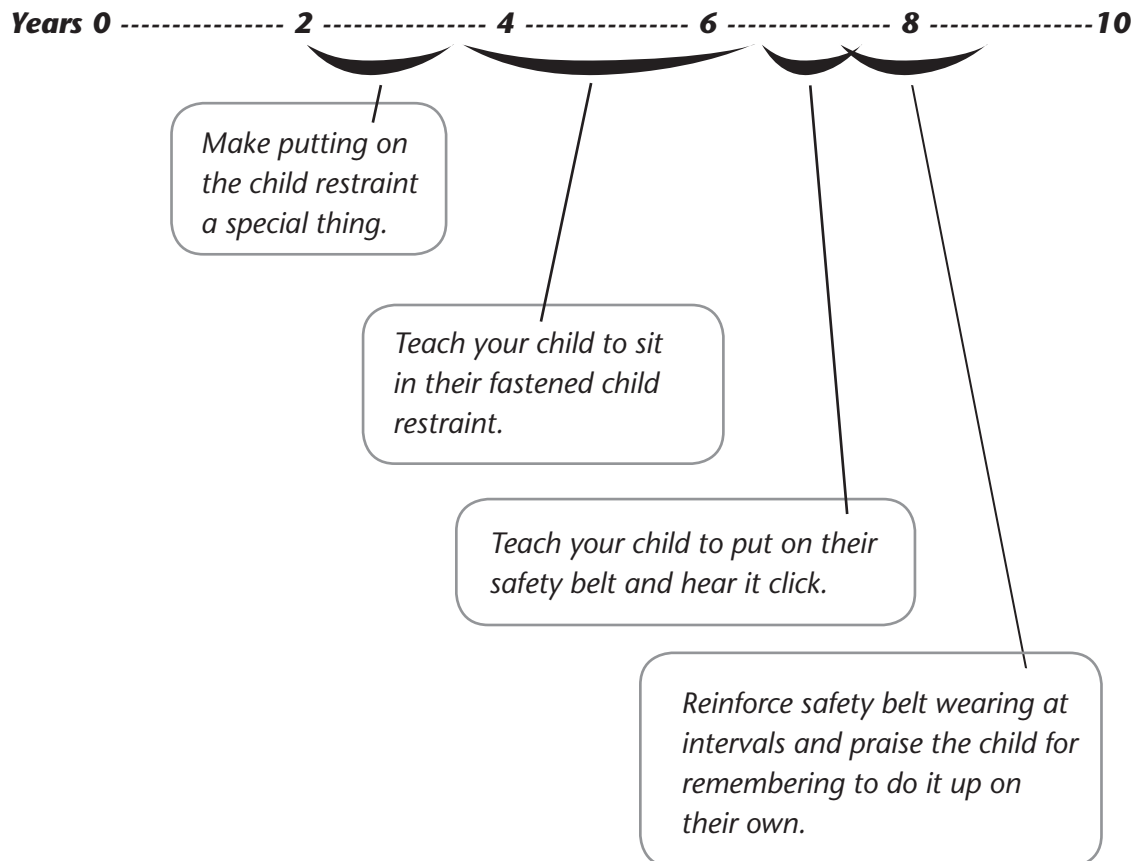 Years 0 --------------- 2 --------------- 4 --------------- 6 --------------- 8 ---------------10
Make putting on
the child restraint
a special thing.
Teach your child to sit
in their fastened child
restraint.
Teach your child to put on their
safety belt and hear it click.
Reinforce safety belt wearing at
intervals and praise the child for
remembering to do it up on
their own.